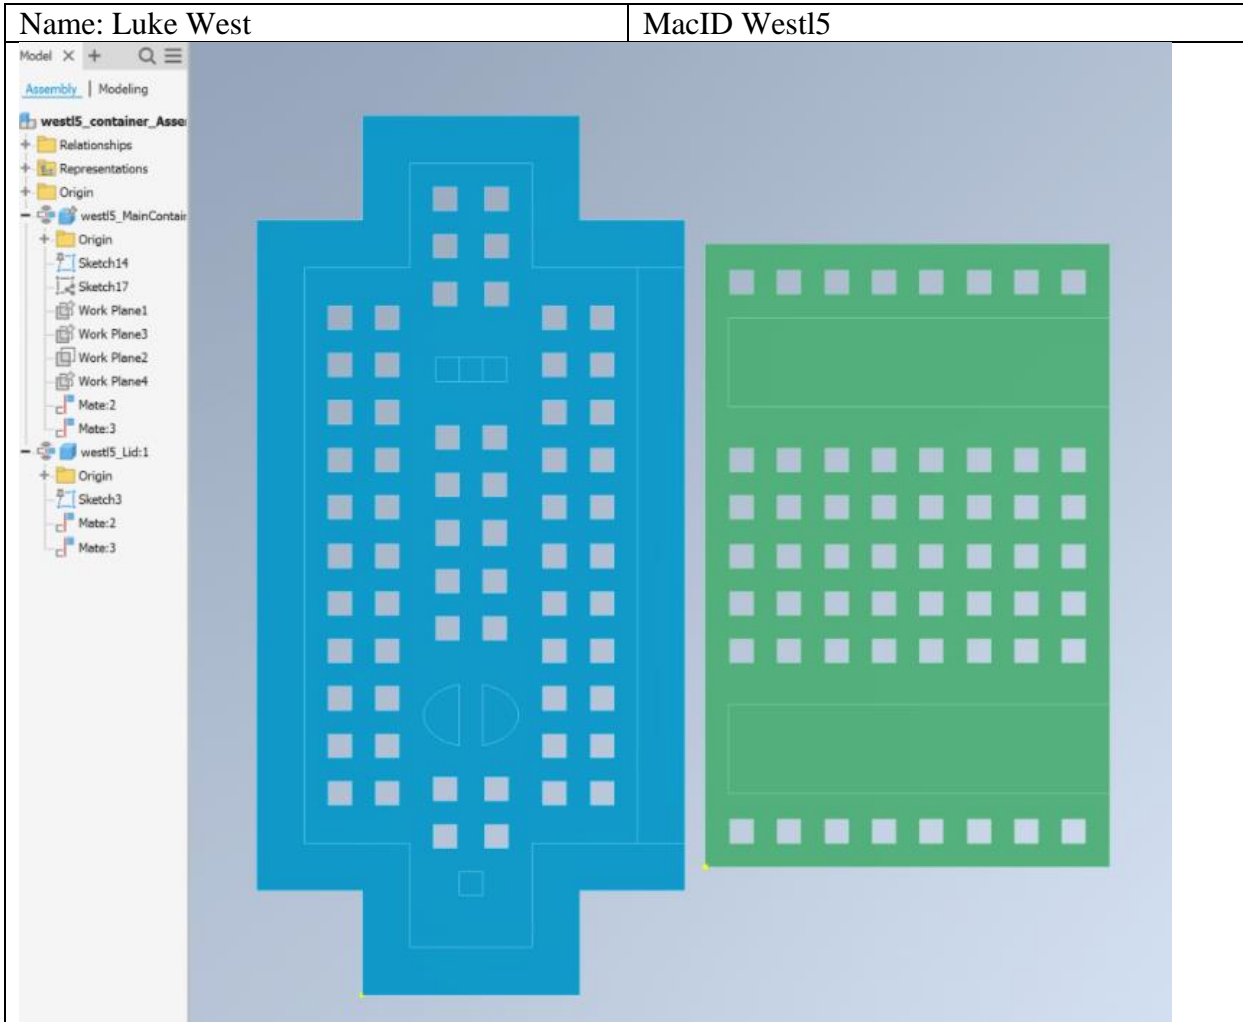 Name: Luke West
MacID Westl5
Model
Assembly | Modeling
westl5_container_Asse
Relationships
Representations
Origin
westl5_MainContair
Origin
Sketch14
Sketch17
Work Plane1
Work Plane3
Work Plane2
Work Plane4
Mate:2
Mate:3
westl5_Lid:1
Origin
Sketch3
Mate:2
Mate:3